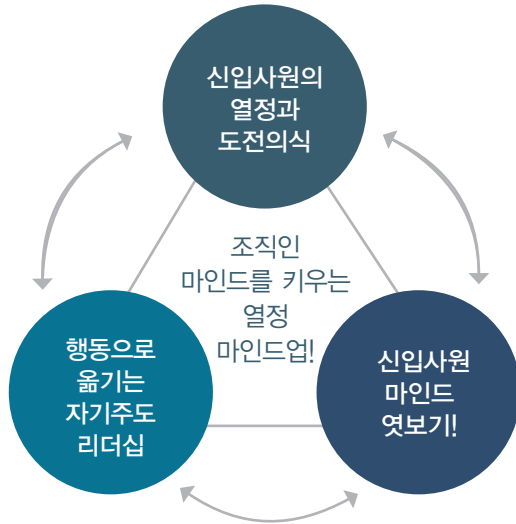 신입사원의
열정과
도전의식
조직인
마인드를 키우는
열정
마인드업!
행동으로
옮기는
자기주도
리더십
신입사원
마인드
엿보기!